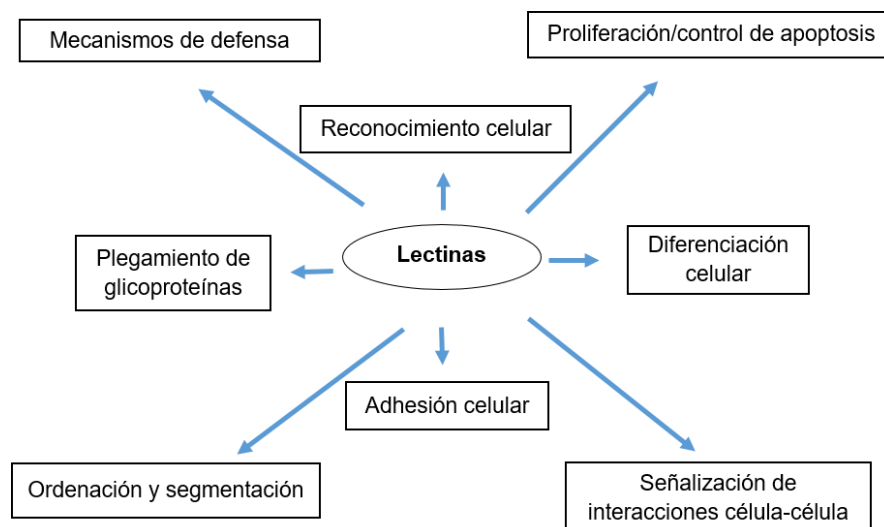 Mecanismos de defensa
Proliferación/control de apoptosis
Reconocimiento celular
Lectinas
Plegamiento de
glicoproteínas
Diferenciación
celular
Adhesión celular
Ordenación y segmentación
Señalización de
interacciones célula-célula